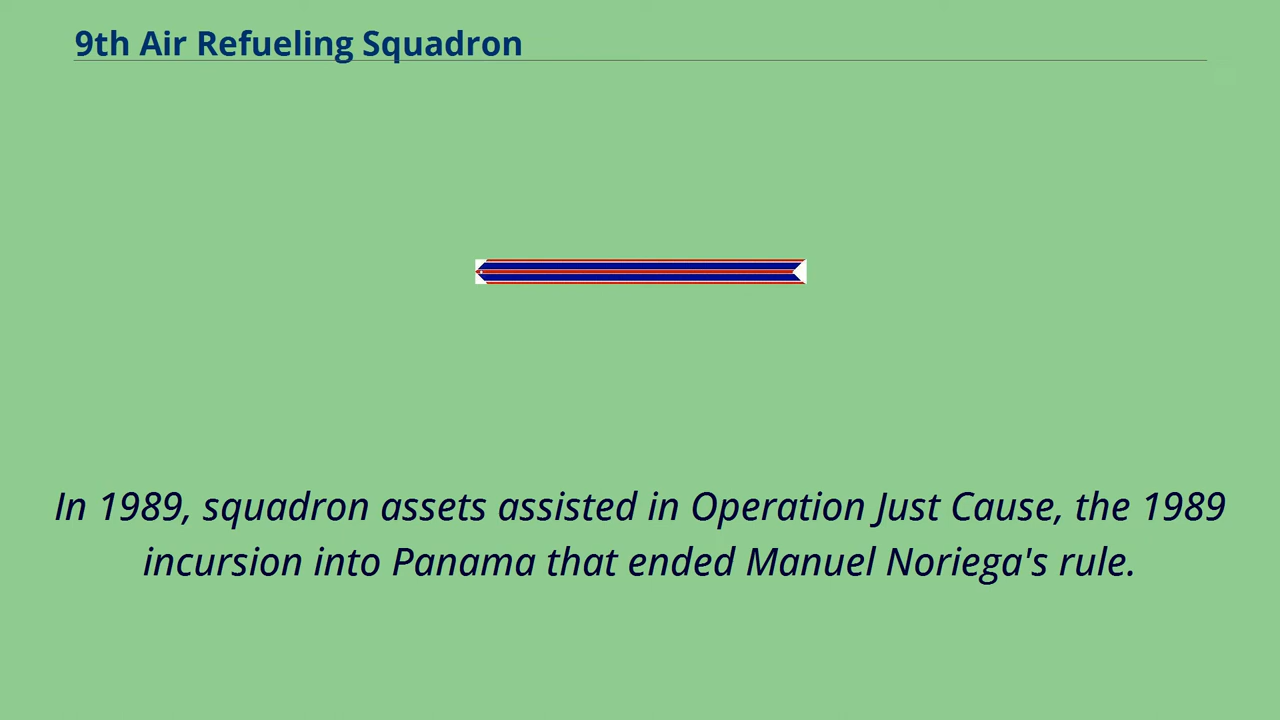 9th Air Refueling Squadron
In 1989, squadron assets assisted in Operation Just Cause, the 1989
incursion into Panama that ended Manuel Noriega's rule.